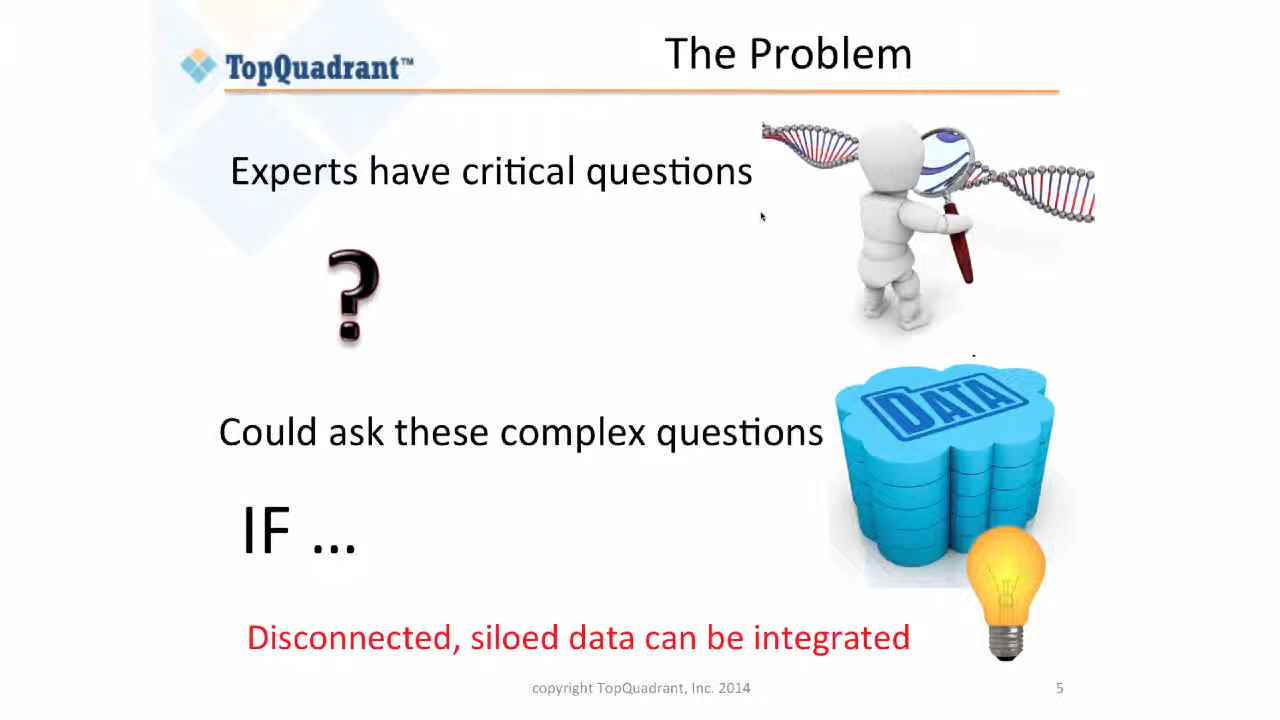 TopQuadrant™
The Problem
Experts have critical questions
?
DATA
Could ask these complex questions
IF ...
Disconnected, siloed data can be integrated
copyright TopQuadrant, Inc. 2014
5